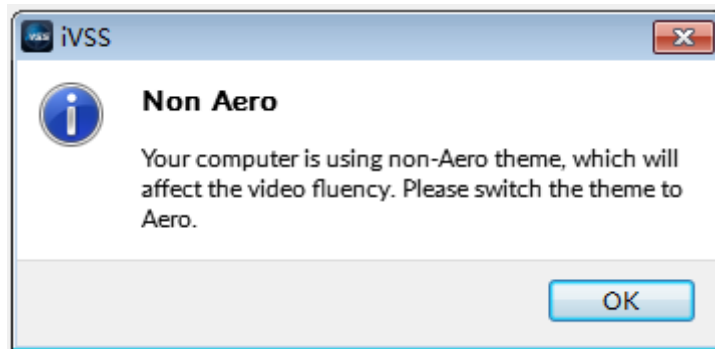 iVSS
Non Aero
Your computer is using non-Aero theme, which will
affect the video fluency. Please switch the theme to
Aero.
OK